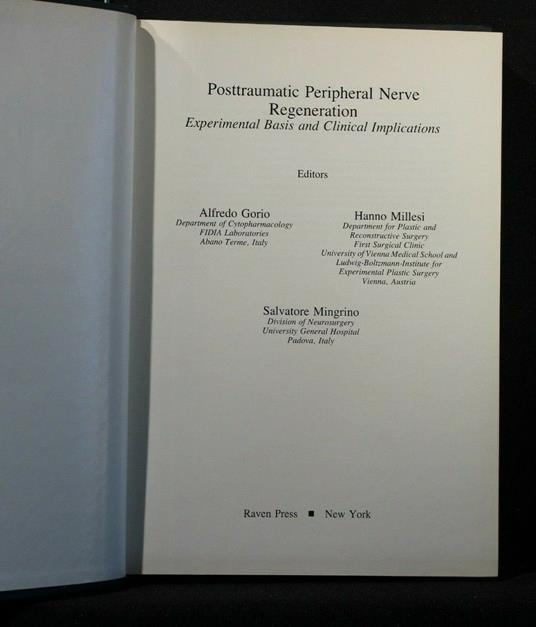 Posttraumatic Peripheral Nerve
Regeneration
Experimental Basis and Clinical Implications
Editors
Alfredo Gorio
Department of Cytopharmacology
FIDIA Laboratories
Abano Terme, Italy
Hanno Millesi
Department for Plastic and
Reconstructive Surgery
First Surgical Clinic
University of Vienna Medical School and
Ludwig-Boltzmann-Institute for
Experimental Plastic Surgery
Vienna, Austria
Salvatore Mingrino
Division of Neurosurgery
University General Hospital
Padova, Italy
Raven Press ■ New York